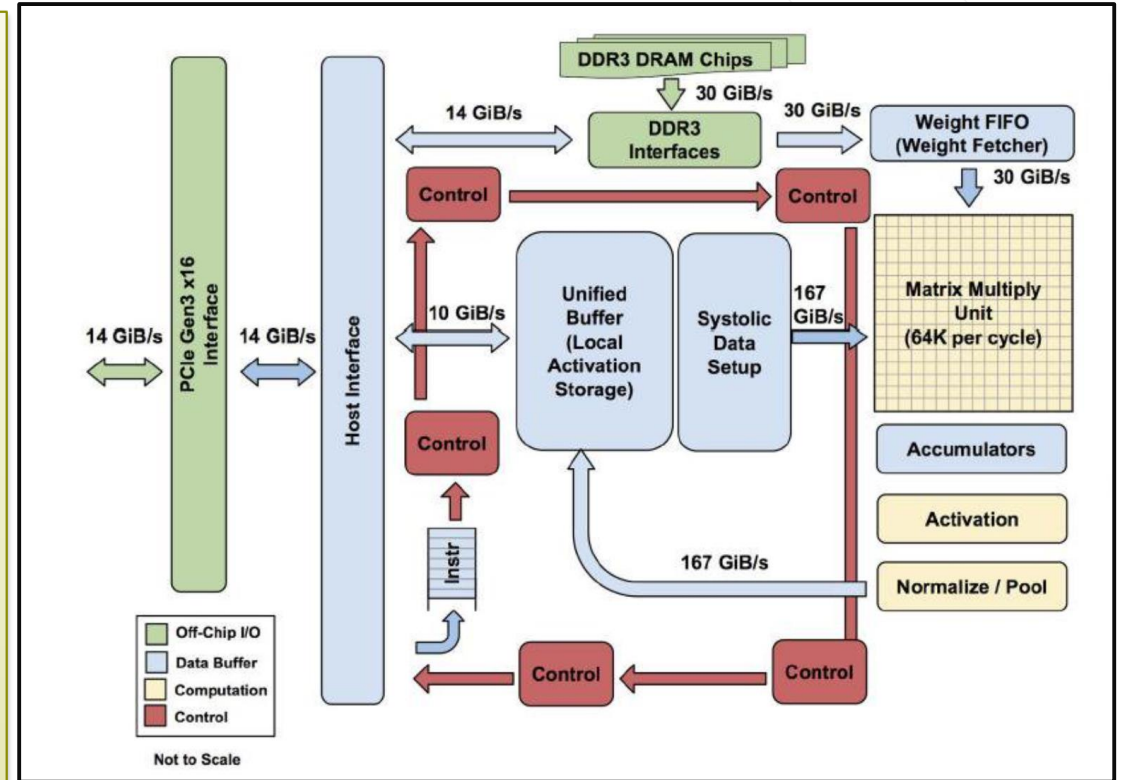 DDR3 DRAM Chips
30 GiB/s
14 GiB/s
30 GiB/s
DDR3
Interfaces
Weight FIFO
(Weight Fetcher)
30 GiB/s
Control
Control
PCIe Gen3 x16
Interface
Host Interface
14 GiB/s
14 GiB/s
10 GiB/s
Unified
Buffer
(Local
Activation
Storage)
Systolic
Data
Setup
167
GiB/s
Matrix Multiply
Unit
(64K per cycle)
Control
Accumulators
Instr
Activation
167 GiB/s
Normalize / Pool
Off-Chip I/O
Data Buffer
Computation
Control
Control
Control
Not to Scale